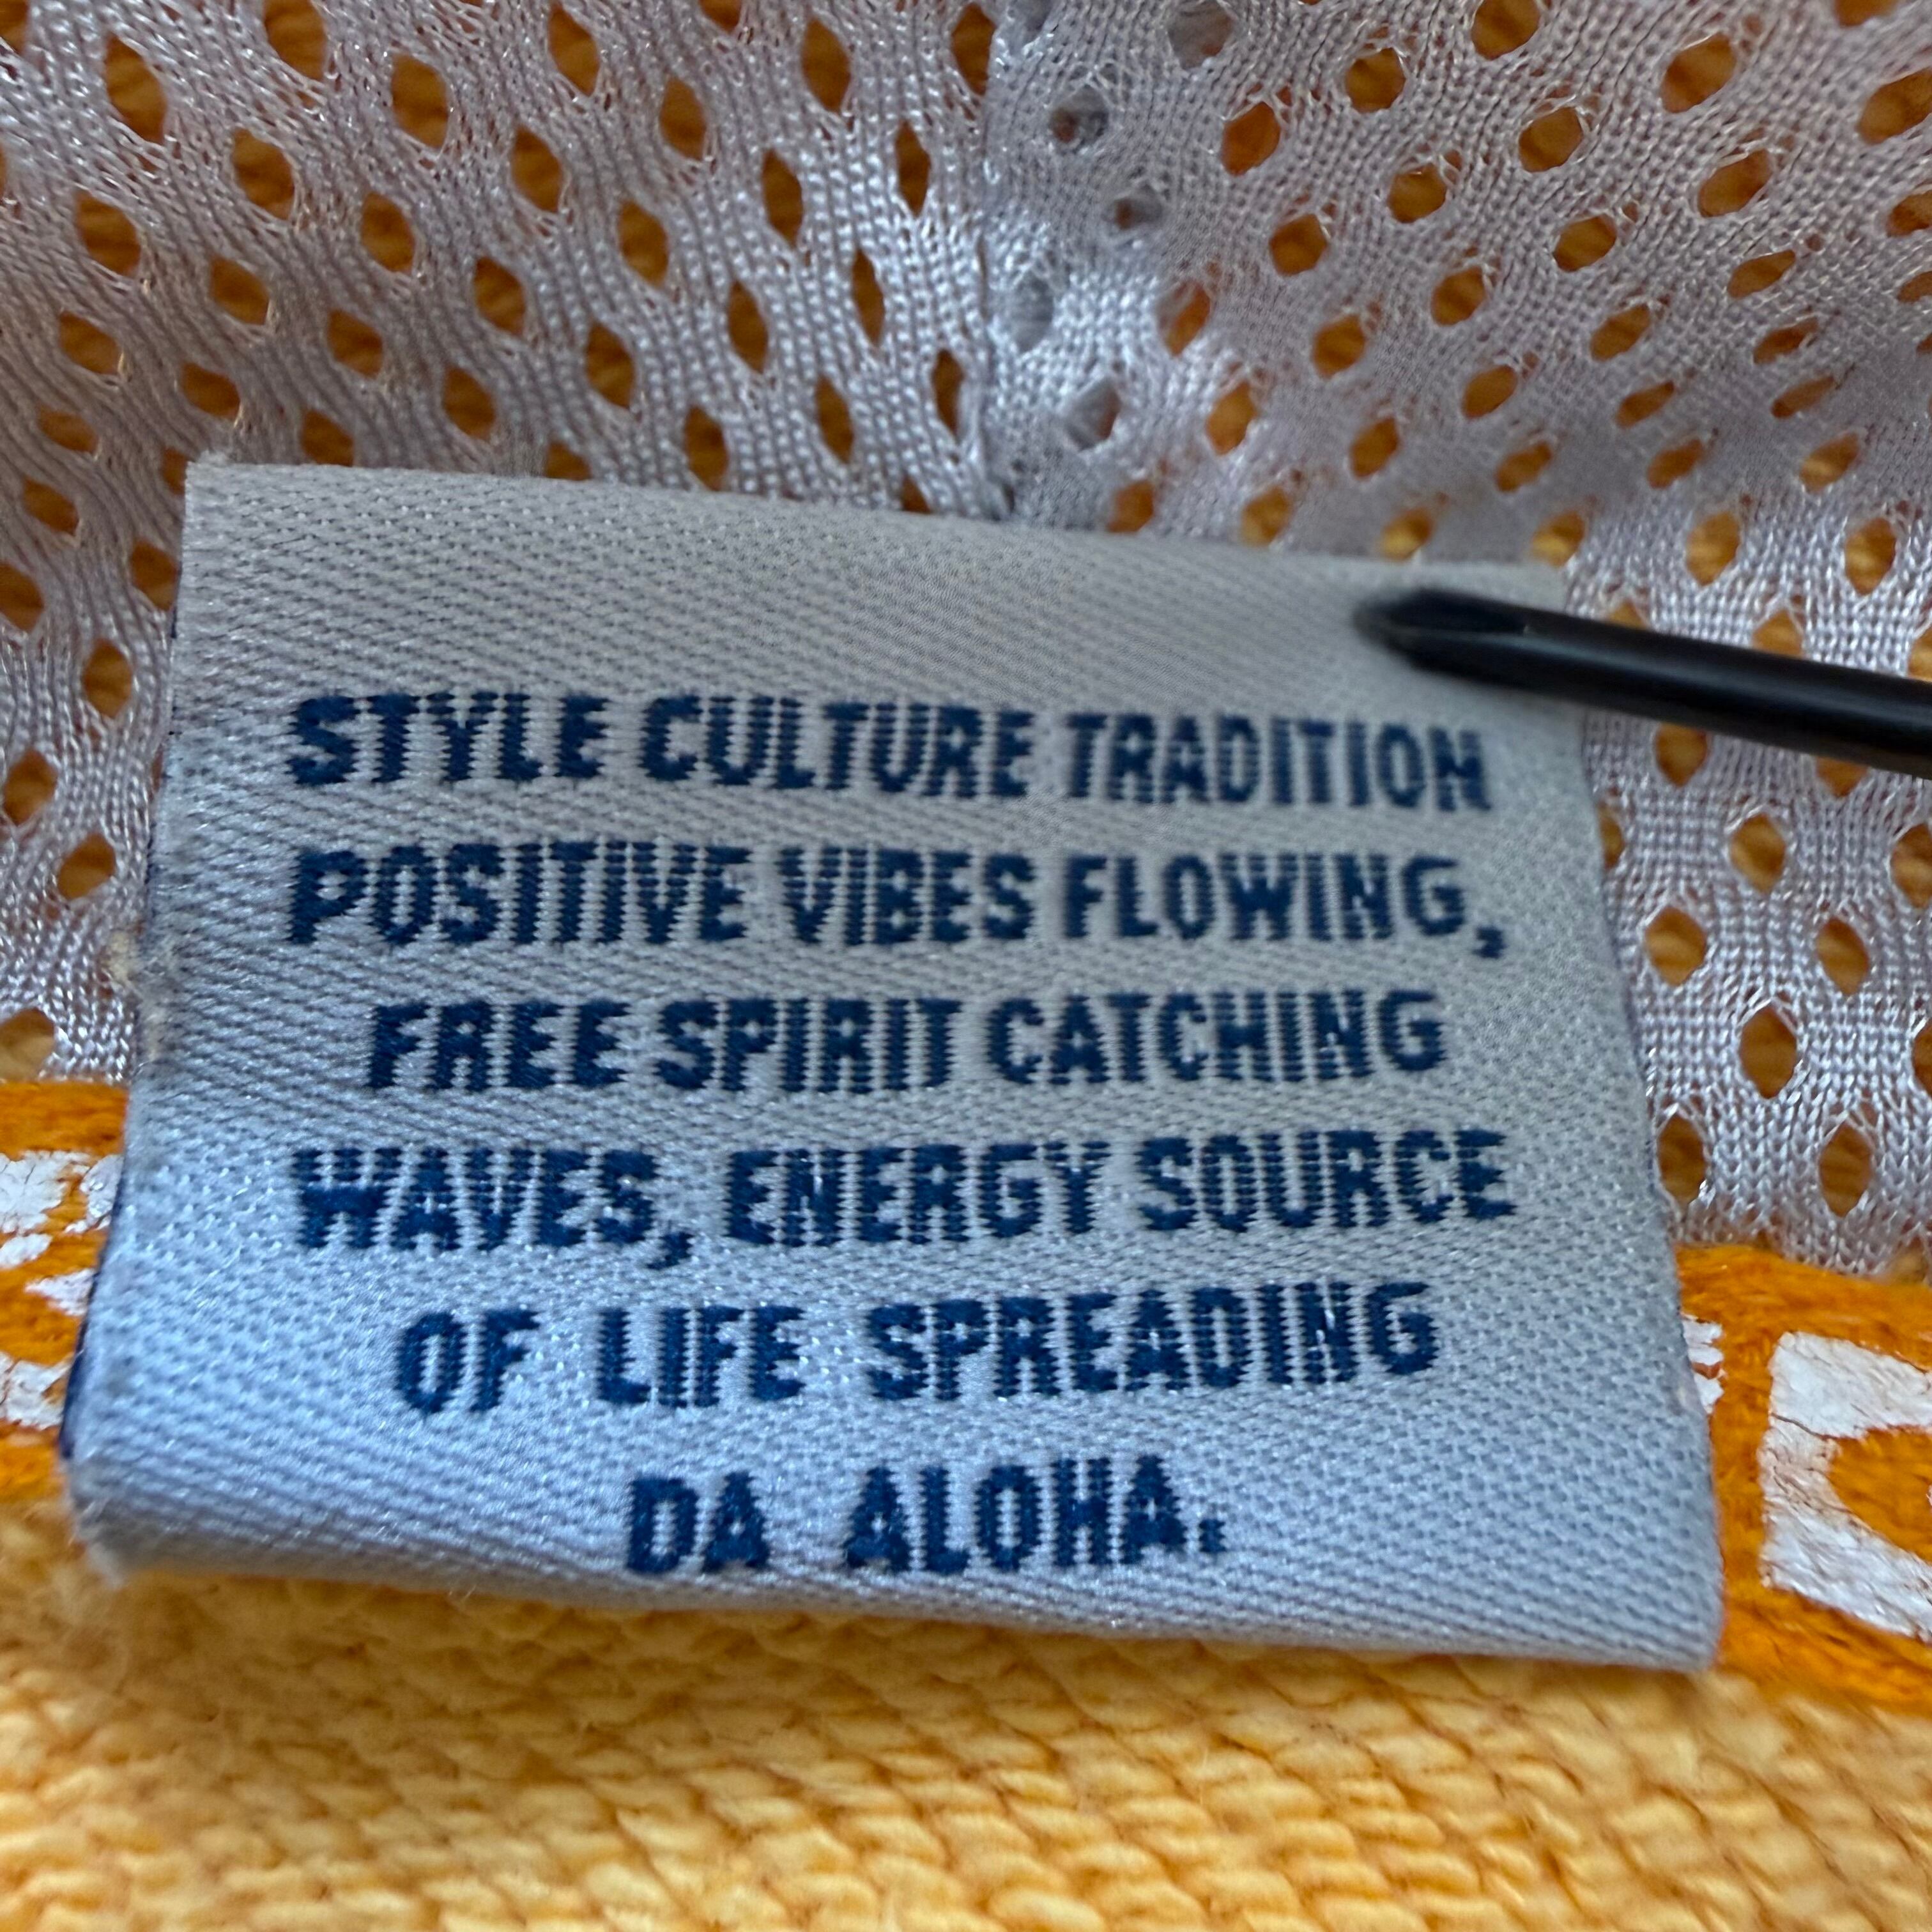 STYLE CULTURE TRADITION
POSITIVE VIBES FLOWING,
FREE SPIRIT CATCHING
WAVES, ENERGY SOURCE
OF LIFE SPREADING
DA ALOHA.